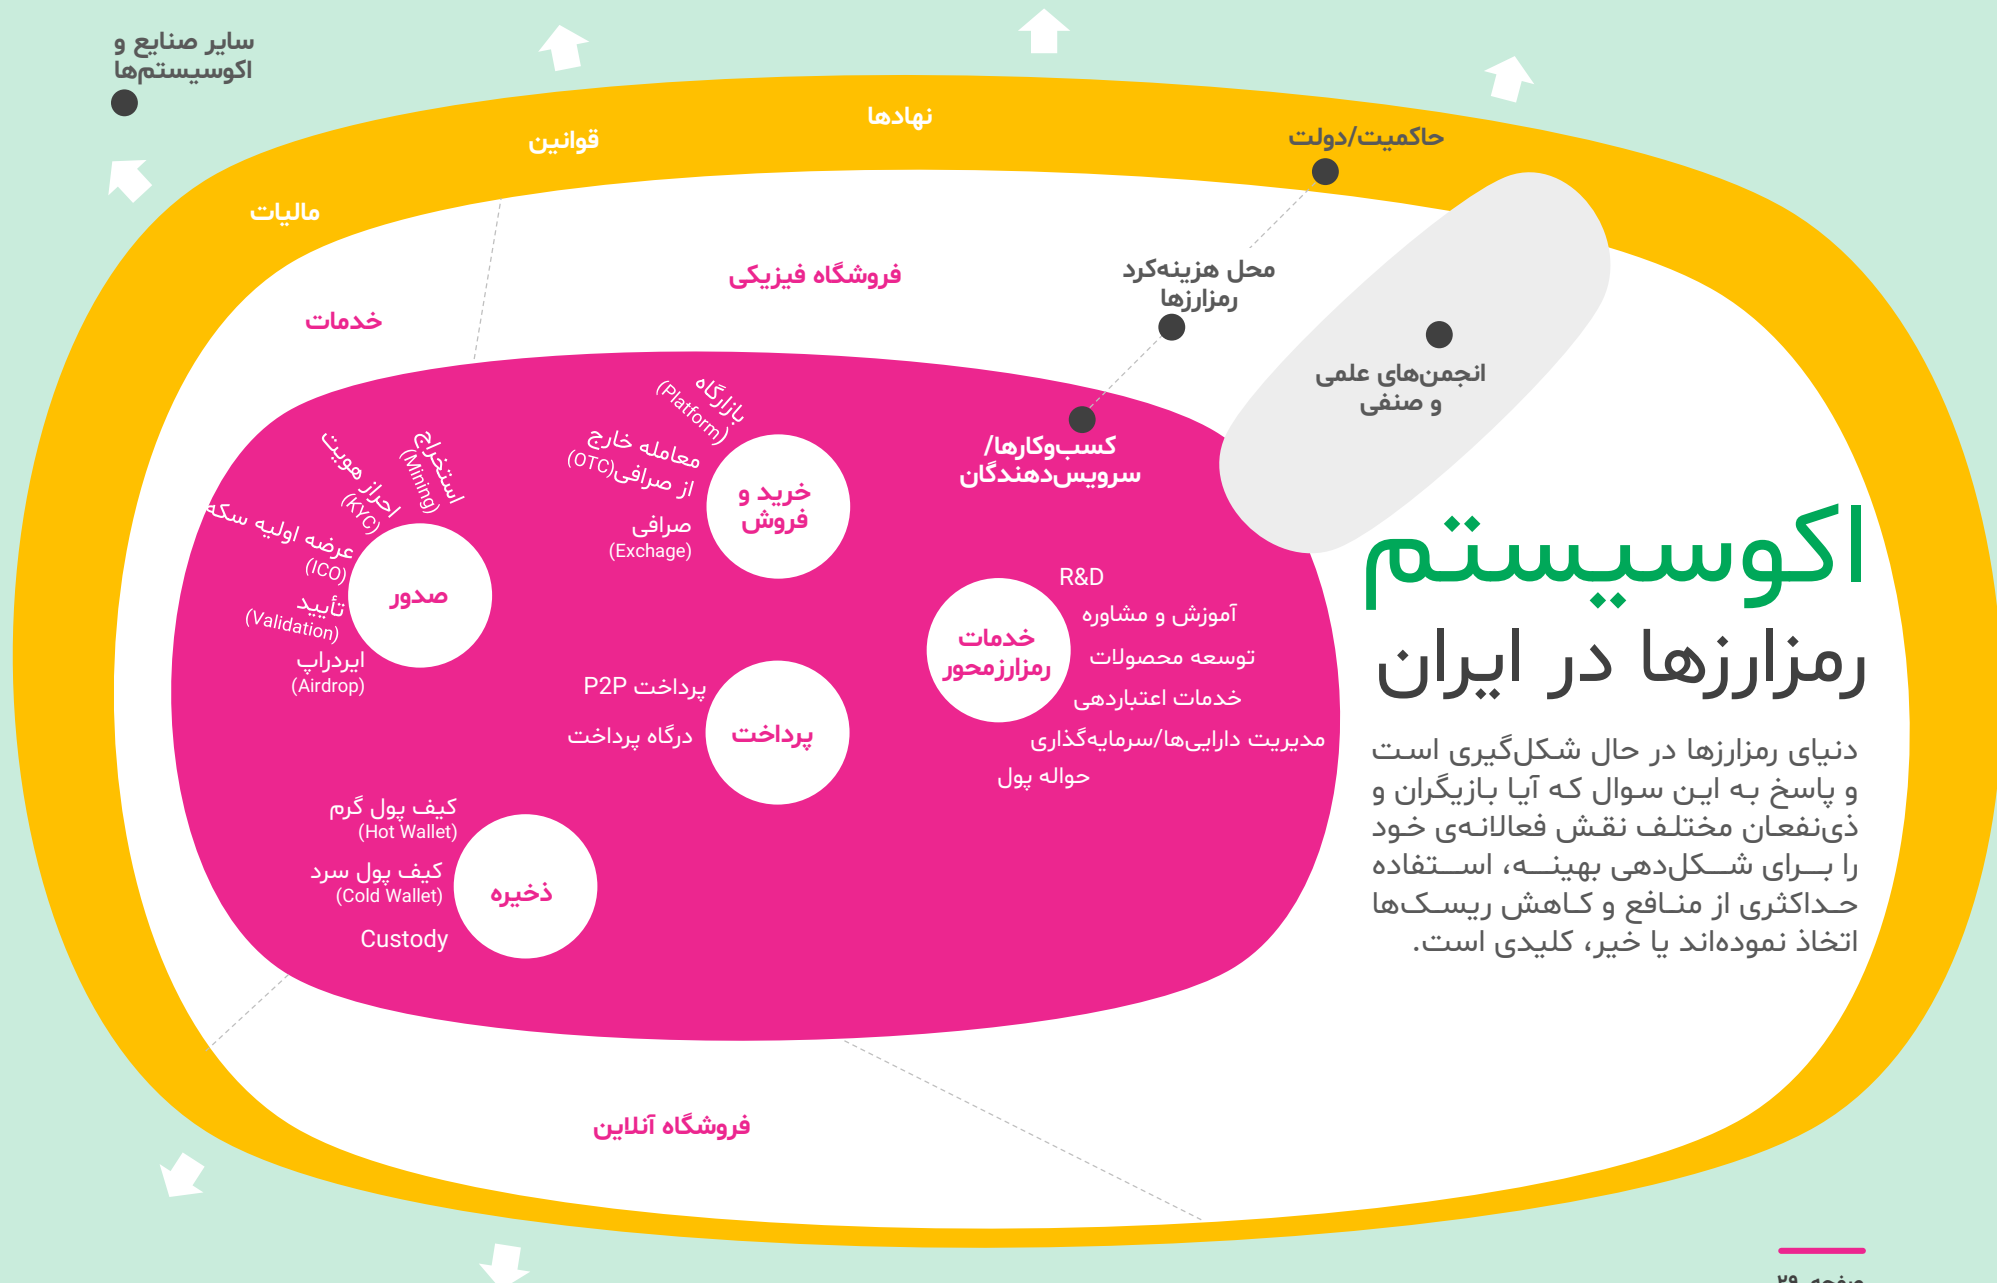 سایر صنایع و
اکوسیستم‌ها
نهادها
قوانین
مالیات
حاکمیت/دولت
فروشگاه فیزیکی
خدمات
محل هزینه‌کرد
رمزارزها
انجمن‌های علمی
و صنفی
کسب‌وکارها/
سرویس‌دهندگان
بازارگاه
(Platform)
معامله خارج
از صرافی(OTC)
صرافی
(Exchage)
خرید و
فروش
استخراج
(Mining)
احراز هویت
(KYC)
عرضه اولیه سکه
(ICO)
تأیید
(Validation)
ایردراپ
(Airdrop)
صدور
R&D
آموزش و مشاوره
توسعه محصولات
خدمات اعتباردهی
مدیریت دارایی‌ها/سرمایه‌گذاری
حواله پول
خدمات
رمزارزمحور
پرداخت P2P
درگاه پرداخت
پرداخت
کیف پول گرم
(Hot Wallet)
کیف پول سرد
(Cold Wallet)
Custody
ذخیره
فروشگاه آنلاین
اکوسیستم
رمزارزها در ایران
دنیای رمزارزها در حال شکل‌گیری است
و پاسخ به این سوال که آیا بازیگران و
ذی‌نفعان مختلف نقش فعالانه‌ی خود
را برای شکل‌دهی بهینه، استفاده
حداکثری از منافع و کاهش ریسک‌ها
اتخاذ نموده‌اند یا خیر، کلیدی است.
صفحه ۲۹